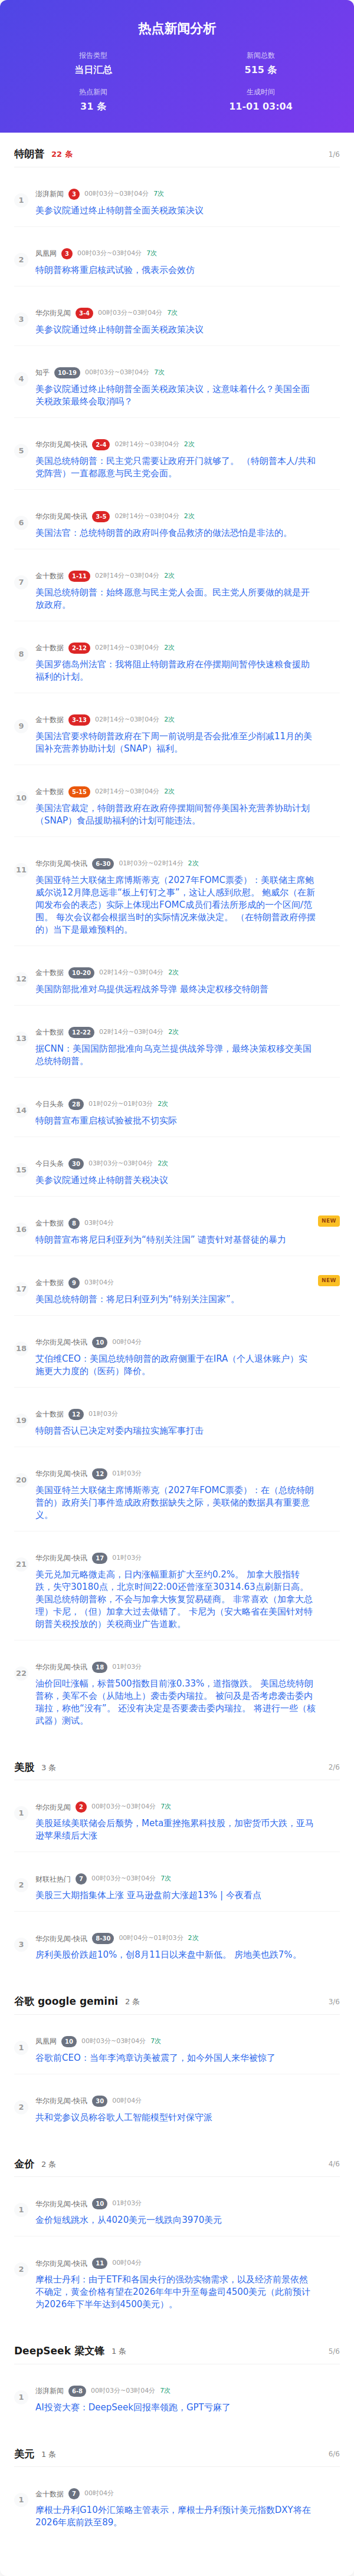 热点新闻分析
报告类型
当日汇总
新闻总数
515 条
热点新闻
31 条
生成时间
11-01 03:04
特朗普 22 条 1/6
1
澎湃新闻 3 00时03分~03时04分 7次
美参议院通过终止特朗普全面关税政策决议
2
凤凰网 3 00时03分~03时04分 7次
特朗普称将重启核武试验，俄表示会效仿
3
华尔街见闻 3-4 00时03分~03时04分 7次
美参议院通过终止特朗普全面关税政策决议
4
知乎 10-19 00时03分~03时04分 7次
美参议院通过终止特朗普全面关税政策决议，这意味着什么？美国全面
关税政策最终会取消吗？
5
华尔街见闻-快讯 2-4 02时14分~03时04分 2次
美国总统特朗普：民主党只需要让政府开门就够了。 （特朗普本人/共和
党阵营）一直都愿意与民主党会面。
6
华尔街见闻-快讯 3-5 02时14分~03时04分 2次
美国法官：总统特朗普的政府叫停食品救济的做法恐怕是非法的。
7
金十数据 1-11 02时14分~03时04分 2次
美国总统特朗普：始终愿意与民主党人会面。民主党人所要做的就是开
放政府。
8
金十数据 2-12 02时14分~03时04分 2次
美国罗德岛州法官：我将阻止特朗普政府在停摆期间暂停快速粮食援助
福利的计划。
9
金十数据 3-13 02时14分~03时04分 2次
美国法官要求特朗普政府在下周一前说明是否会批准至少削减11月的美
国补充营养协助计划（SNAP）福利。
10
金十数据 5-15 02时14分~03时04分 2次
美国法官裁定，特朗普政府在政府停摆期间暂停美国补充营养协助计划
（SNAP）食品援助福利的计划可能违法。
11
华尔街见闻-快讯 6-30 01时03分~02时14分 2次
美国亚特兰大联储主席博斯蒂克（2027年FOMC票委）：美联储主席鲍
威尔说12月降息远非“板上钉钉之事”，这让人感到欣慰。 鲍威尔（在新
闻发布会的表态）实际上体现出FOMC成员们看法所形成的一个区间/范
围。 每次会议都会根据当时的实际情况来做决定。 （在特朗普政府停摆
的）当下是最难预料的。
12
金十数据 10-20 02时14分~03时04分 2次
美国防部批准对乌提供远程战斧导弹 最终决定权移交特朗普
13
金十数据 12-22 02时14分~03时04分 2次
据CNN：美国国防部批准向乌克兰提供战斧导弹，最终决策权移交美国
总统特朗普。
14
今日头条 28 01时02分~01时03分 2次
特朗普宣布重启核试验被批不切实际
15
今日头条 30 03时03分~03时04分 2次
美参议院通过终止特朗普关税决议
16
金十数据 8 03时04分 NEW
特朗普宣布将尼日利亚列为“特别关注国” 谴责针对基督徒的暴力
17
金十数据 9 03时04分 NEW
美国总统特朗普：将尼日利亚列为“特别关注国家”。
18
华尔街见闻-快讯 10 00时04分
艾伯维CEO：美国总统特朗普的政府侧重于在IRA（个人退休账户）实
施更大力度的（医药）降价。
19
金十数据 12 01时03分
特朗普否认已决定对委内瑞拉实施军事打击
20
华尔街见闻-快讯 12 01时03分
美国亚特兰大联储主席博斯蒂克（2027年FOMC票委）：在（总统特朗
普的）政府关门事件造成政府数据缺失之际，美联储的数据具有重要意
义。
21
华尔街见闻-快讯 17 01时03分
美元兑加元略微走高，日内涨幅重新扩大至约0.2%。 加拿大股指转
跌，失守30180点，北京时间22:00还曾涨至30314.63点刷新日高。
美国总统特朗普称，不会与加拿大恢复贸易磋商。 非常喜欢（加拿大总
理）卡尼，（但）加拿大过去做错了。 卡尼为（安大略省在美国针对特
朗普关税投放的）关税商业广告道歉。
22
华尔街见闻-快讯 18 01时03分
油价回吐涨幅，标普500指数目前涨0.33%，道指微跌。 美国总统特朗
普称，美军不会（从陆地上）袭击委内瑞拉。 被问及是否考虑袭击委内
瑞拉，称他“没有”。 还没有决定是否要袭击委内瑞拉。 将进行一些（核
武器）测试。
美股 3 条 2/6
1
华尔街见闻 2 00时03分~03时04分 7次
美股延续美联储会后颓势，Meta重挫拖累科技股，加密货币大跌，亚马
逊苹果绩后大涨
2
财联社热门 7 00时03分~03时04分 7次
美股三大期指集体上涨 亚马逊盘前大涨超13% | 今夜看点
3
华尔街见闻-快讯 8-30 00时04分~01时03分 2次
房利美股价跌超10%，创8月11日以来盘中新低。 房地美也跌7%。
谷歌 google gemini 2 条 3/6
1
凤凰网 10 00时03分~03时04分 7次
谷歌前CEO：当年李鸿章访美被震了，如今外国人来华被惊了
2
华尔街见闻-快讯 30 00时04分
共和党参议员称谷歌人工智能模型针对保守派
金价 2 条 4/6
1
华尔街见闻-快讯 10 01时03分
金价短线跳水，从4020美元一线跌向3970美元
2
华尔街见闻-快讯 11 00时04分
摩根士丹利：由于ETF和各国央行的强劲实物需求，以及经济前景依然
不确定，黄金价格有望在2026年年中升至每盎司4500美元（此前预计
为2026年下半年达到4500美元）。
DeepSeek 梁文锋 1 条 5/6
1
澎湃新闻 6-8 00时03分~03时04分 7次
AI投资大赛：DeepSeek回报率领跑，GPT亏麻了
美元 1 条 6/6
1
金十数据 7 00时04分
摩根士丹利G10外汇策略主管表示，摩根士丹利预计美元指数DXY将在
2026年底前跌至89。